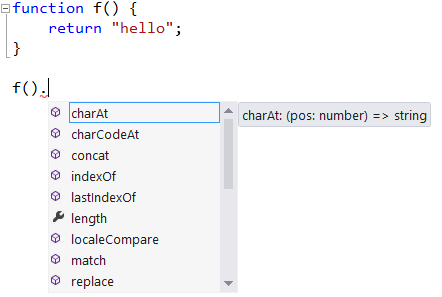 function f() {
    return "hello";
}
f().
charAt
charAt: (pos: number) => string
charCodeAt
concat
indexOf
lastIndexOf
length
localeCompare
match
replace